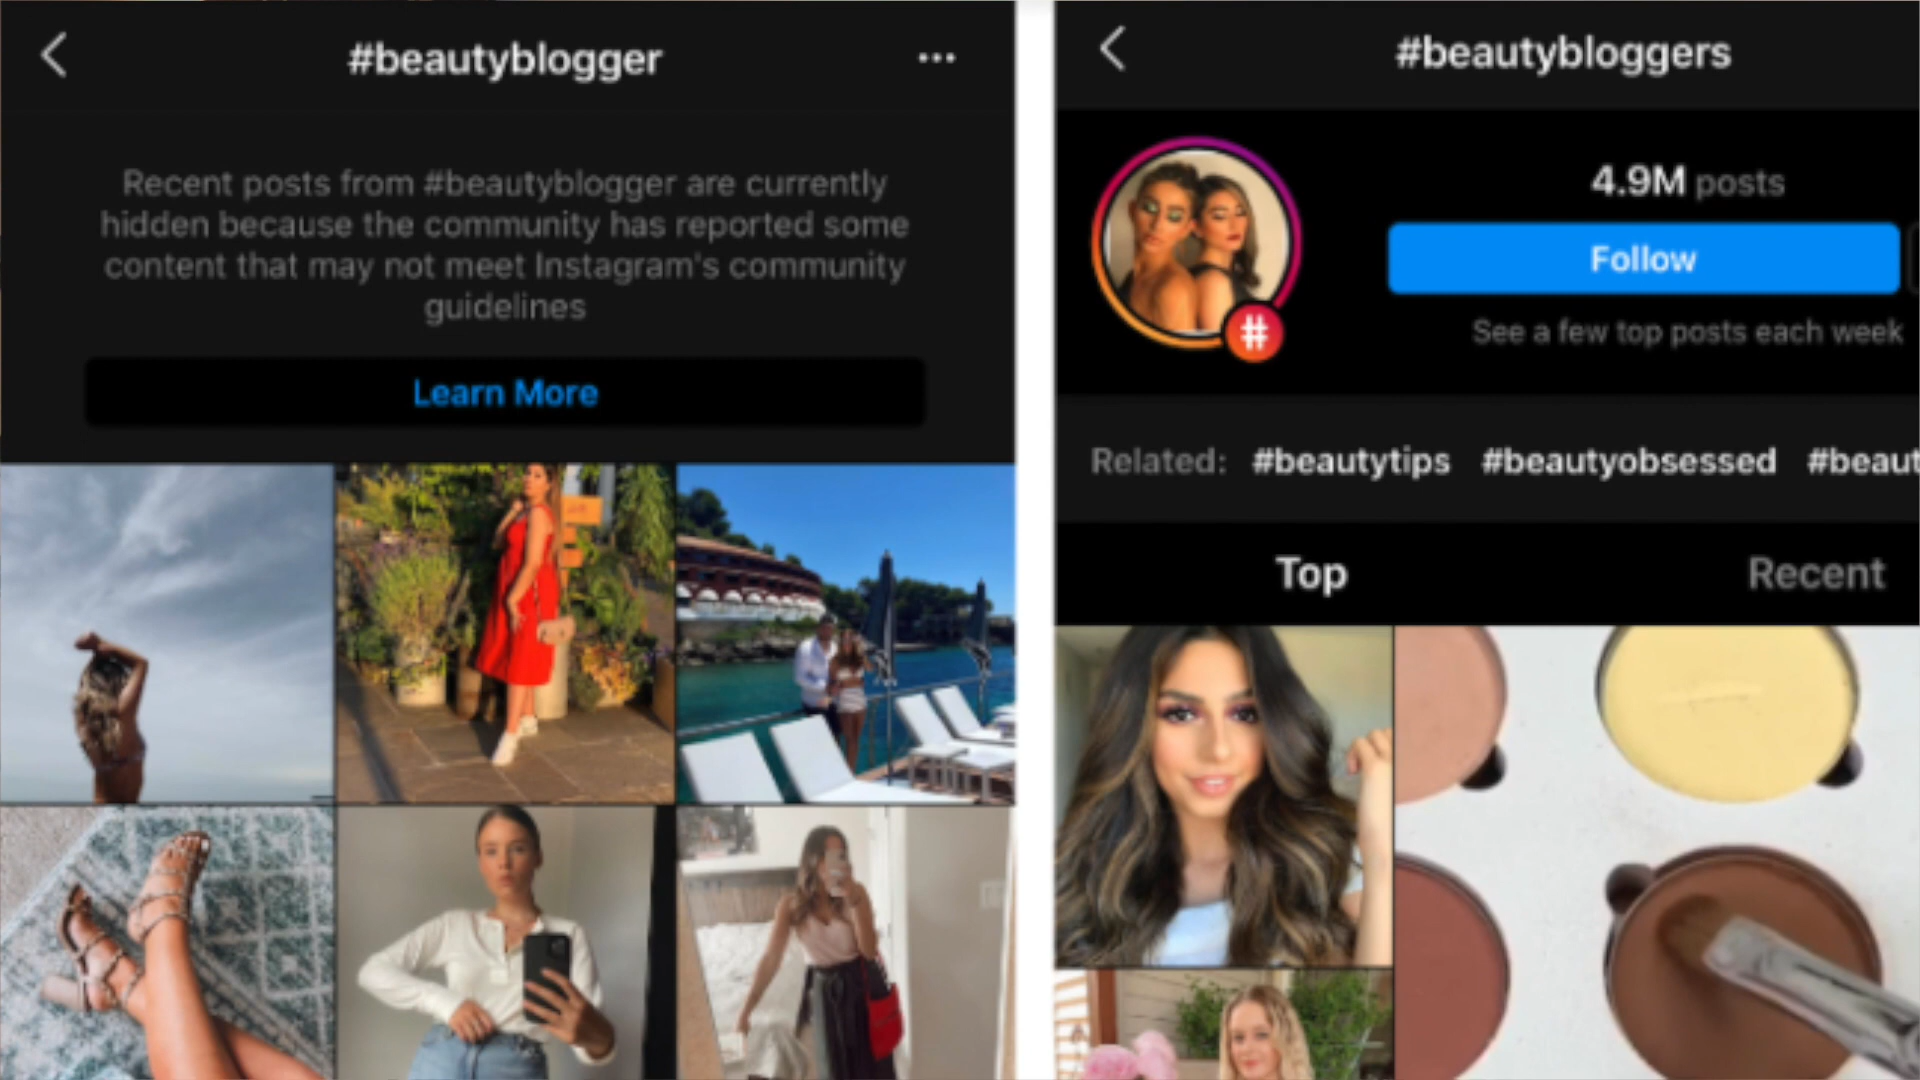 #beautyblogger
Recent posts from #beautyblogger are currently
hidden because the community has reported some
content that may not meet Instagram's community
guidelines
Learn More
#beautybloggers
4.9M posts
Follow
See a few top posts each week
#
Related: #beautytips #beautyobsessed #beaut
Top Recent